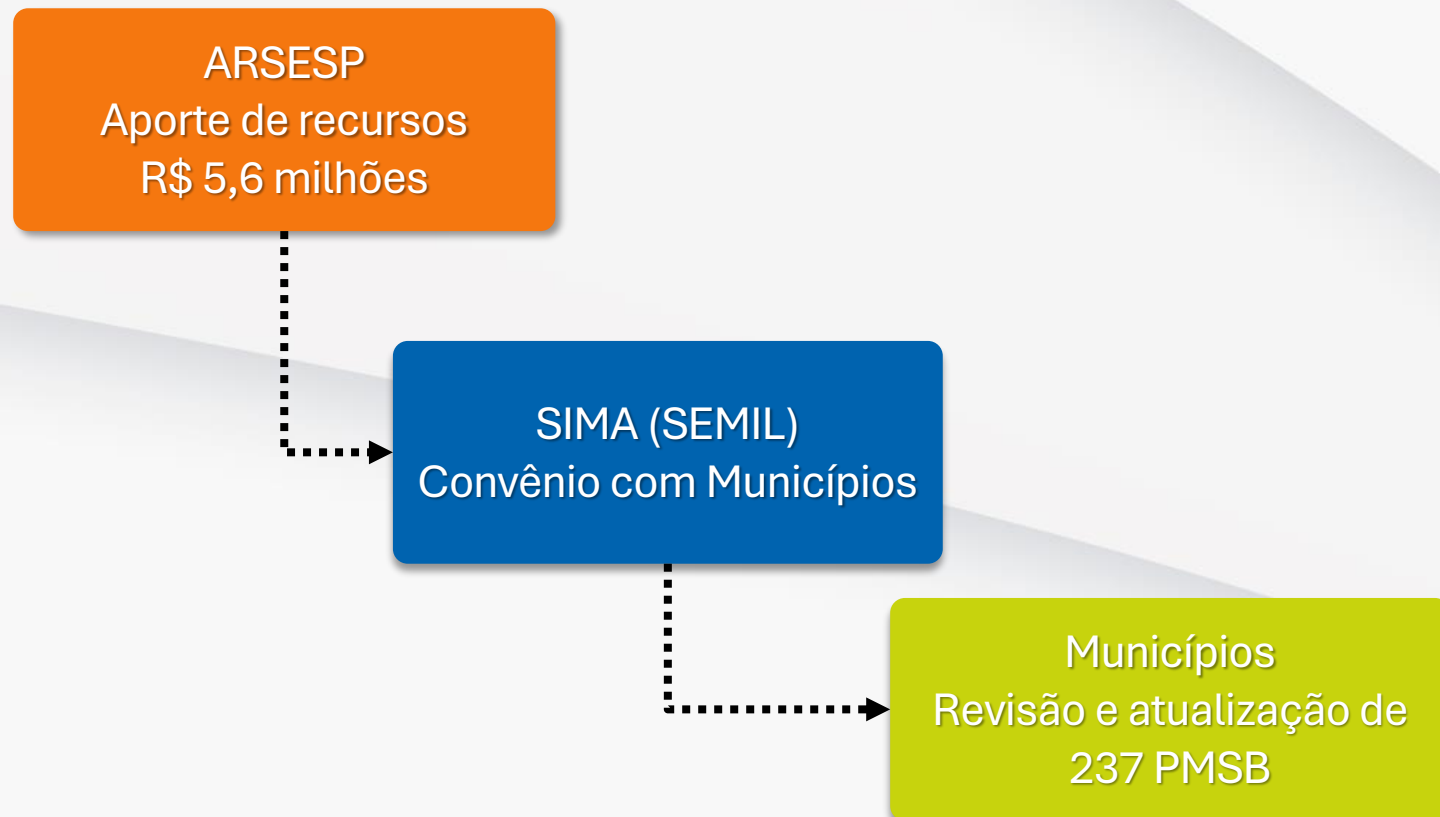 ARSESP
Aporte de recursos
R$ 5,6 milhões
SIMA (SEMIL)
Convênio com Municípios
Municípios
Revisão e atualização de
237 PMSB